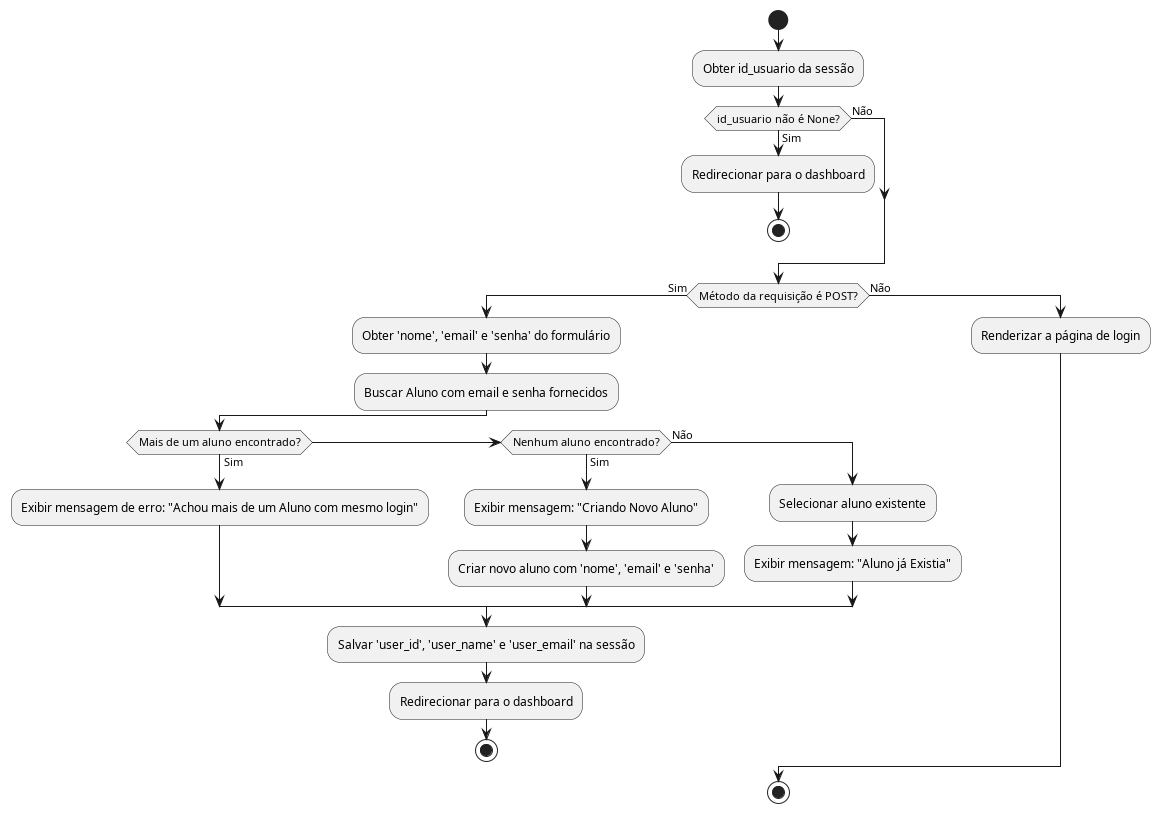 Obter id_usuario da sessão
id_usuario não é None?
Não
Sim
Redirecionar para o dashboard
Método da requisição é POST?
Sim
Não
Obter 'nome', 'email' e 'senha' do formulário
Renderizar a página de login
Buscar Aluno com email e senha fornecidos
Mais de um aluno encontrado?
Sim
Nenhum aluno encontrado?
Não
Sim
Exibir mensagem de erro: "Achou mais de um Aluno com mesmo login"
Exibir mensagem: "Criando Novo Aluno"
Selecionar aluno existente
Criar novo aluno com 'nome', 'email' e 'senha'
Exibir mensagem: "Aluno já Existia"
Salvar 'user_id', 'user_name' e 'user_email' na sessão
Redirecionar para o dashboard